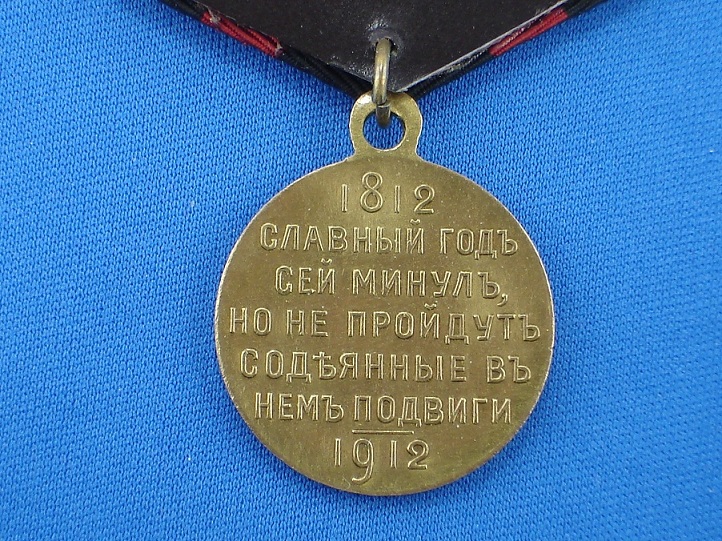 1812
СЛАВНЫЙ ГОДЪ
СЕЙ МИНУЛЪ,
НО НЕ ПРОЙДУТЪ
СОДѢЯННЫЕ ВЪ
НЕМЪ ПОДВИГИ
1912